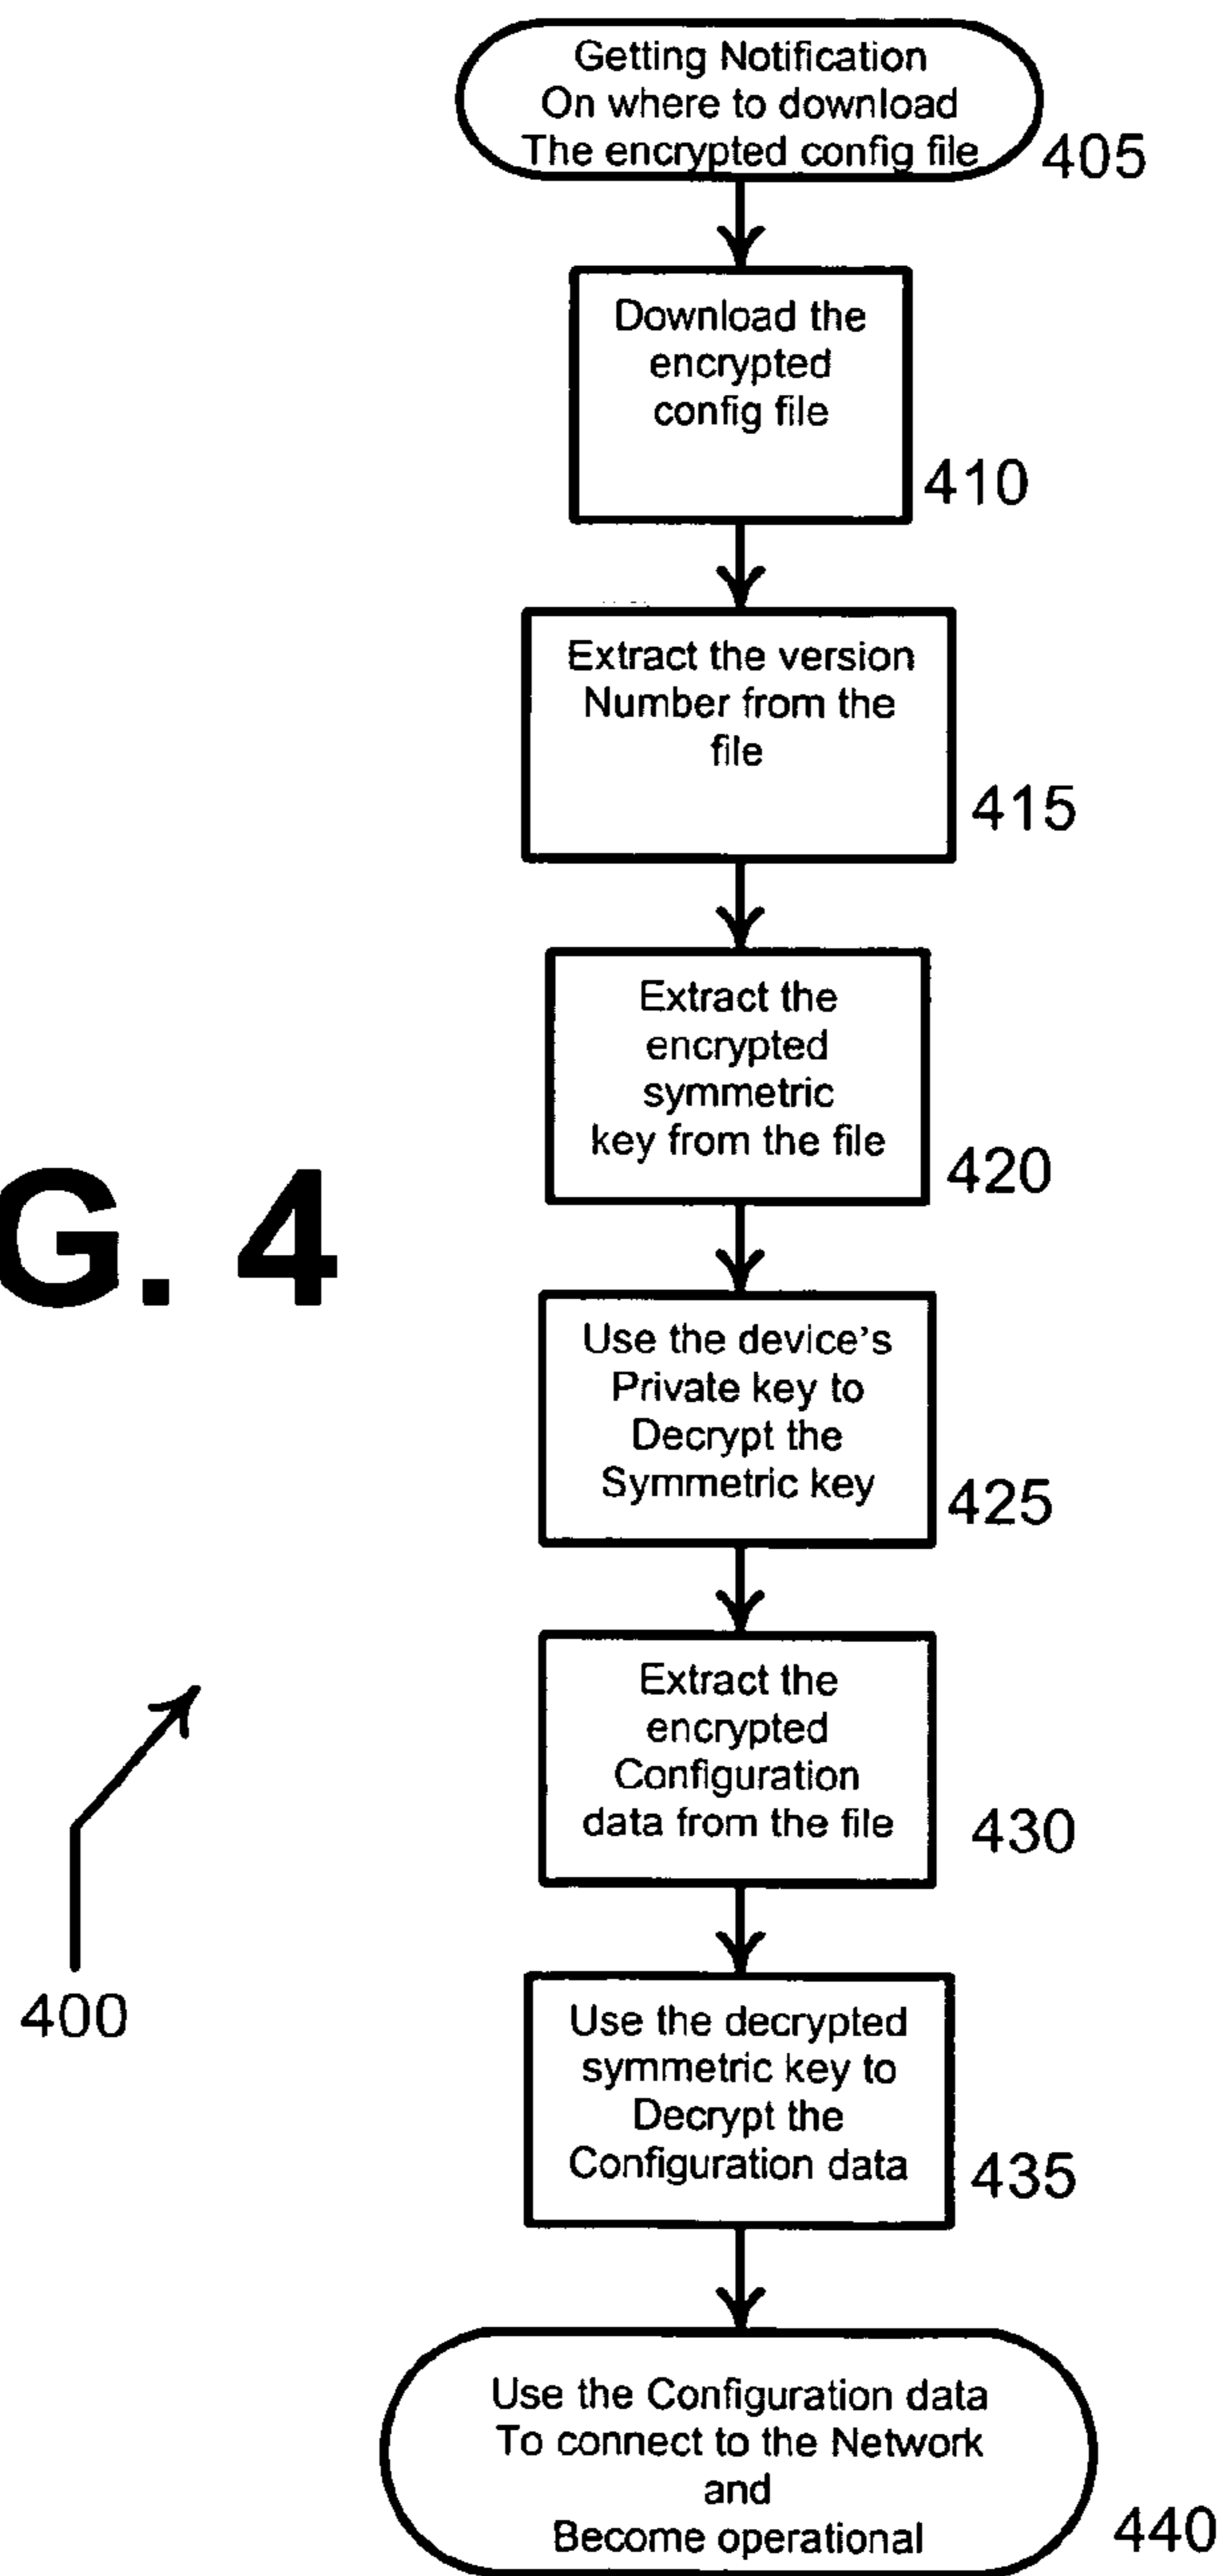 Getting Notification
On where to download
The encrypted config file
405
Download the
encrypted
config file
410
Extract the version
Number from the
file
415
Extract the
encrypted
symmetric
key from the file
420
G. 4
Use the device's
Private key to
Decrypt the
Symmetric key
425
Extract the
encrypted
Configuration
data from the file
430
400
Use the decrypted
symmetric key to
Decrypt the
Configuration data
435
Use the Configuration data
To connect to the Network
and
Become operational
440